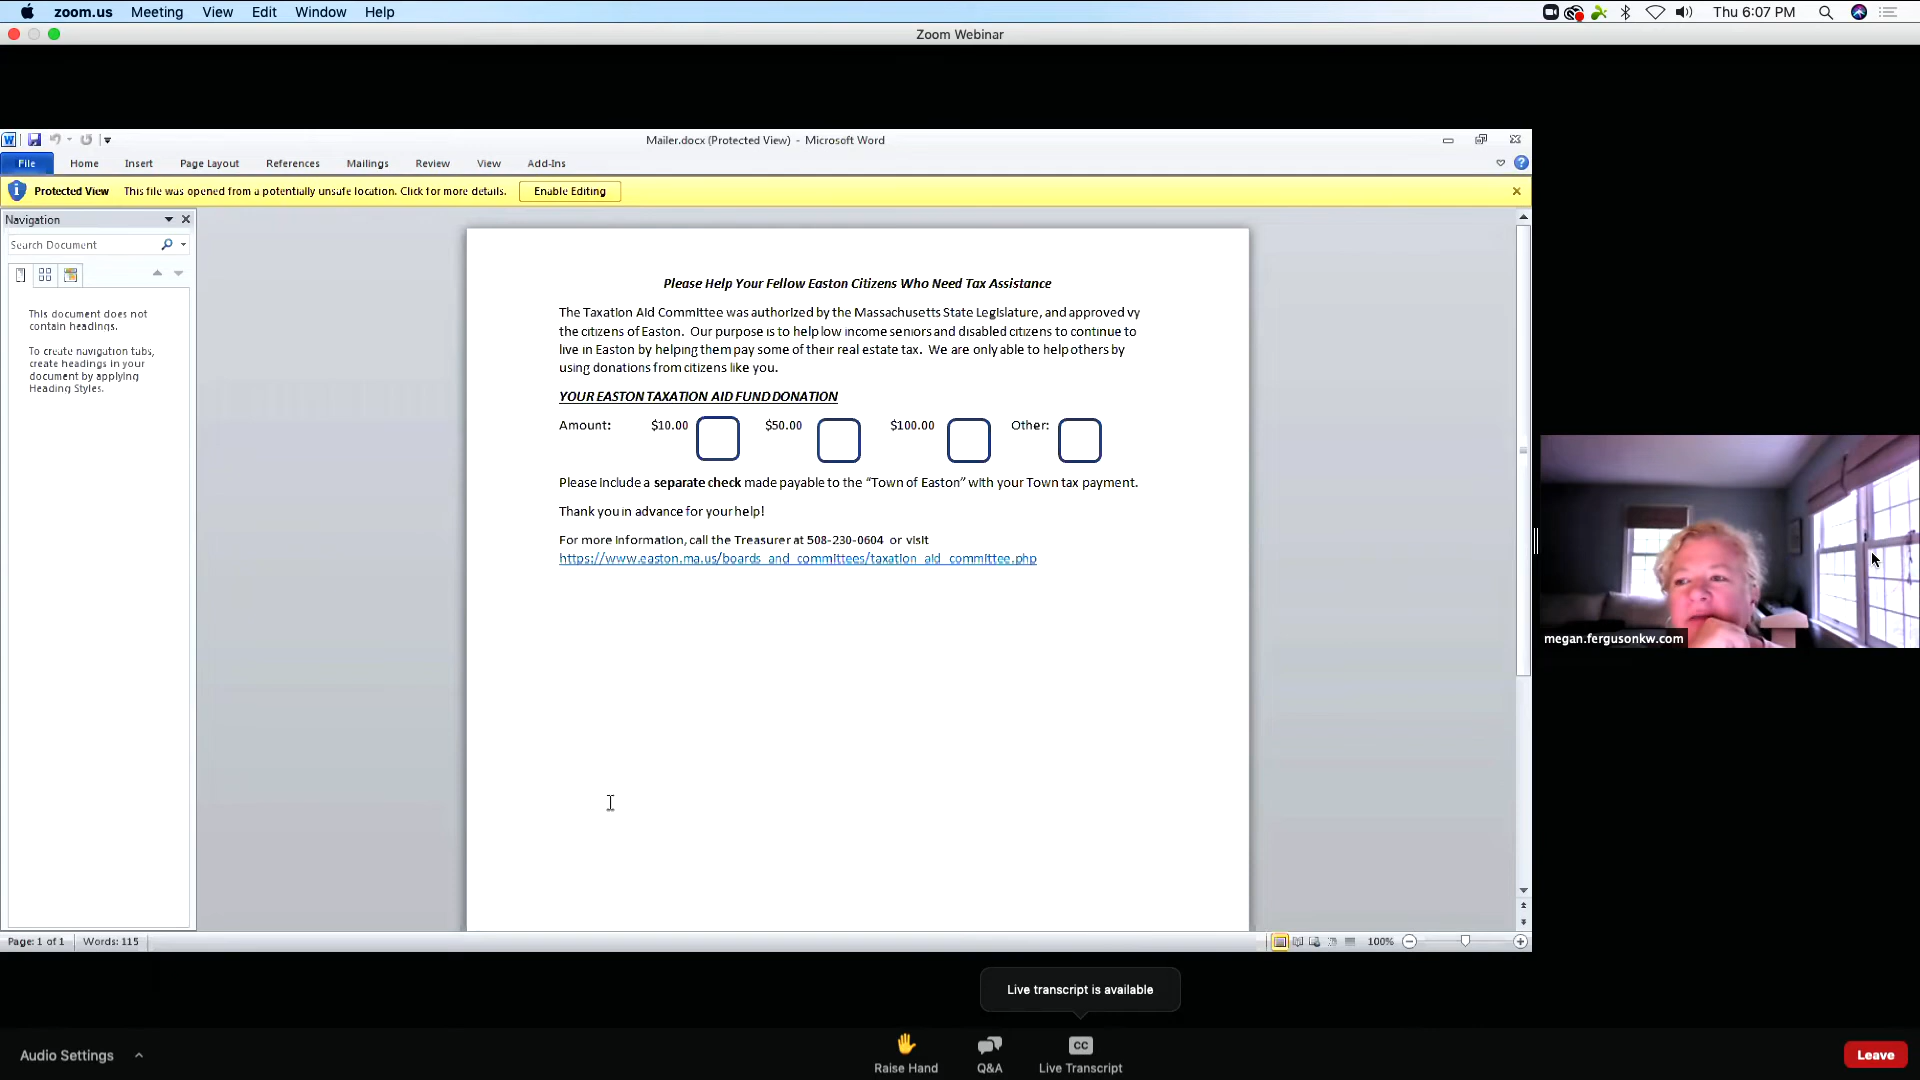 zoom.us Meeting View Edit Window Help Thu 6:07 PM
Zoom Webinar
Mailer.docx (Protected View) - Microsoft Word
File Home Insert Page Layout References Mailings Review View Add-Ins
Protected View This file was opened from a potentially unsafe location. Click for more details. Enable Editing
Navigation
Search Document
This document does not
contain headings.
To create navigation tabs,
create headings in your
document by applying
Heading Styles.
Please Help Your Fellow Easton Citizens Who Need Tax Assistance
The Taxation Aid Committee was authorized by the Massachusetts State Legislature, and approved vy
the citizens of Easton. Our purpose is to help low income seniors and disabled citizens to continue to
live in Easton by helping them pay some of their real estate tax. We are only able to help others by
using donations from citizens like you.
YOUR EASTON TAXATION AID FUND DONATION
Amount: $10.00 $50.00 $100.00 Other:
Please include a separate check made payable to the “Town of Easton” with your Town tax payment.
Thank you in advance for your help!
For more information, call the Treasurer at 508-230-0604 or visit
https://www.easton.ma.us/boards_and_committees/taxation_aid_committee.php
megan.fergusonkw.com
Page: 1 of 1 Words: 115 100%
Live transcript is available
Audio Settings Raise Hand Q&A CC Live Transcript Leave